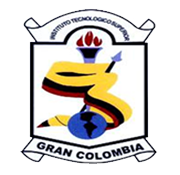 INSTITUTO TECNOLOGICO SUPERIOR
GRAN COLOMBIA